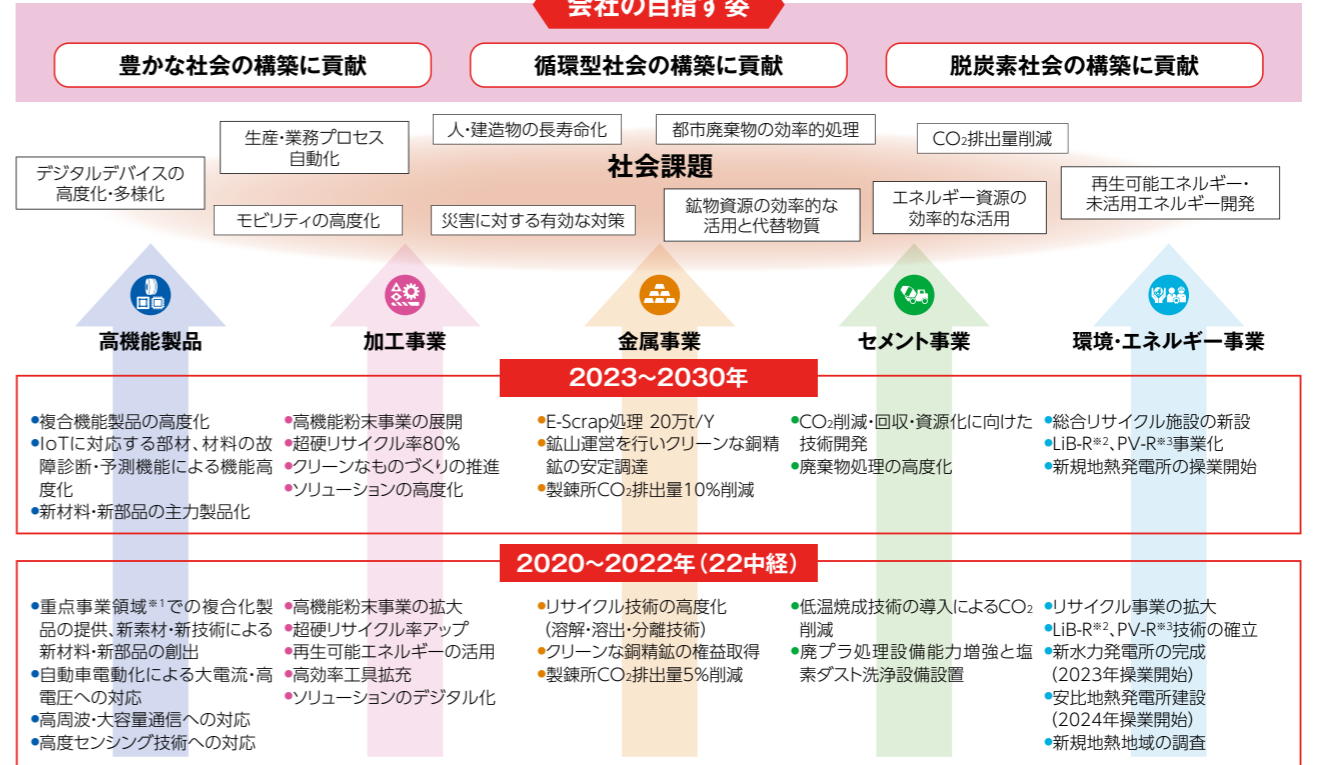 会社の目指す姿
豊かな社会の構築に貢献
循環型社会の構築に貢献
脱炭素社会の構築に貢献
デジタルデバイスの
高度化・多様化
生産・業務プロセス
自動化
人・建造物の長寿命化
都市廃棄物の効率的処理
CO₂排出量削減
社会課題
モビリティの高度化
災害に対する有効な対策
鉱物資源の効率的な
活用と代替物質
エネルギー資源の
効率的な活用
再生可能エネルギー・
未活用エネルギー開発
高機能製品
加工事業
金属事業
セメント事業
環境・エネルギー事業
2023〜2030年
●複合機能製品の高度化
●IoTに対応する部材、材料の故
障診断・予測機能による機能高
度化
●新材料・新部品の主力製品化
●高機能粉末事業の展開
●超硬リサイクル率80%
●クリーンなものづくりの推進
●ソリューションの高度化
●E-Scrap処理 20万t/Y
●鉱山運営を行いクリーンな銅精
鉱の安定調達
●製錬所CO₂排出量10%削減
●CO₂削減・回収・資源化に向けた
技術開発
●廃棄物処理の高度化
●総合リサイクル施設の新設
●LiB-R※2、PV-R※3事業化
●新規地熱発電所の操業開始
2020〜2022年（22中経）
●重点事業領域※1での複合化製
品の提供、新素材・新技術による
新材料・新部品の創出
●自動車電動化による大電流・高
電圧への対応
●高周波・大容量通信への対応
●高度センシング技術への対応
●高機能粉末事業の拡大
●超硬リサイクル率アップ
●再生可能エネルギーの活用
●高効率工具拡充
●ソリューションのデジタル化
●リサイクル技術の高度化
（溶解・溶出・分離技術）
●クリーンな銅精鉱の権益取得
●製錬所CO₂排出量5%削減
●低温焼成技術の導入によるCO₂
削減
●廃プラ処理設備能力増強と塩
素ダスト洗浄設備設置
●リサイクル事業の拡大
●LiB-R※2、PV-R※3技術の確立
●新水力発電所の完成
（2023年操業開始）
●安比地熱発電所建設
（2024年操業開始）
●新規地熱地域の調査